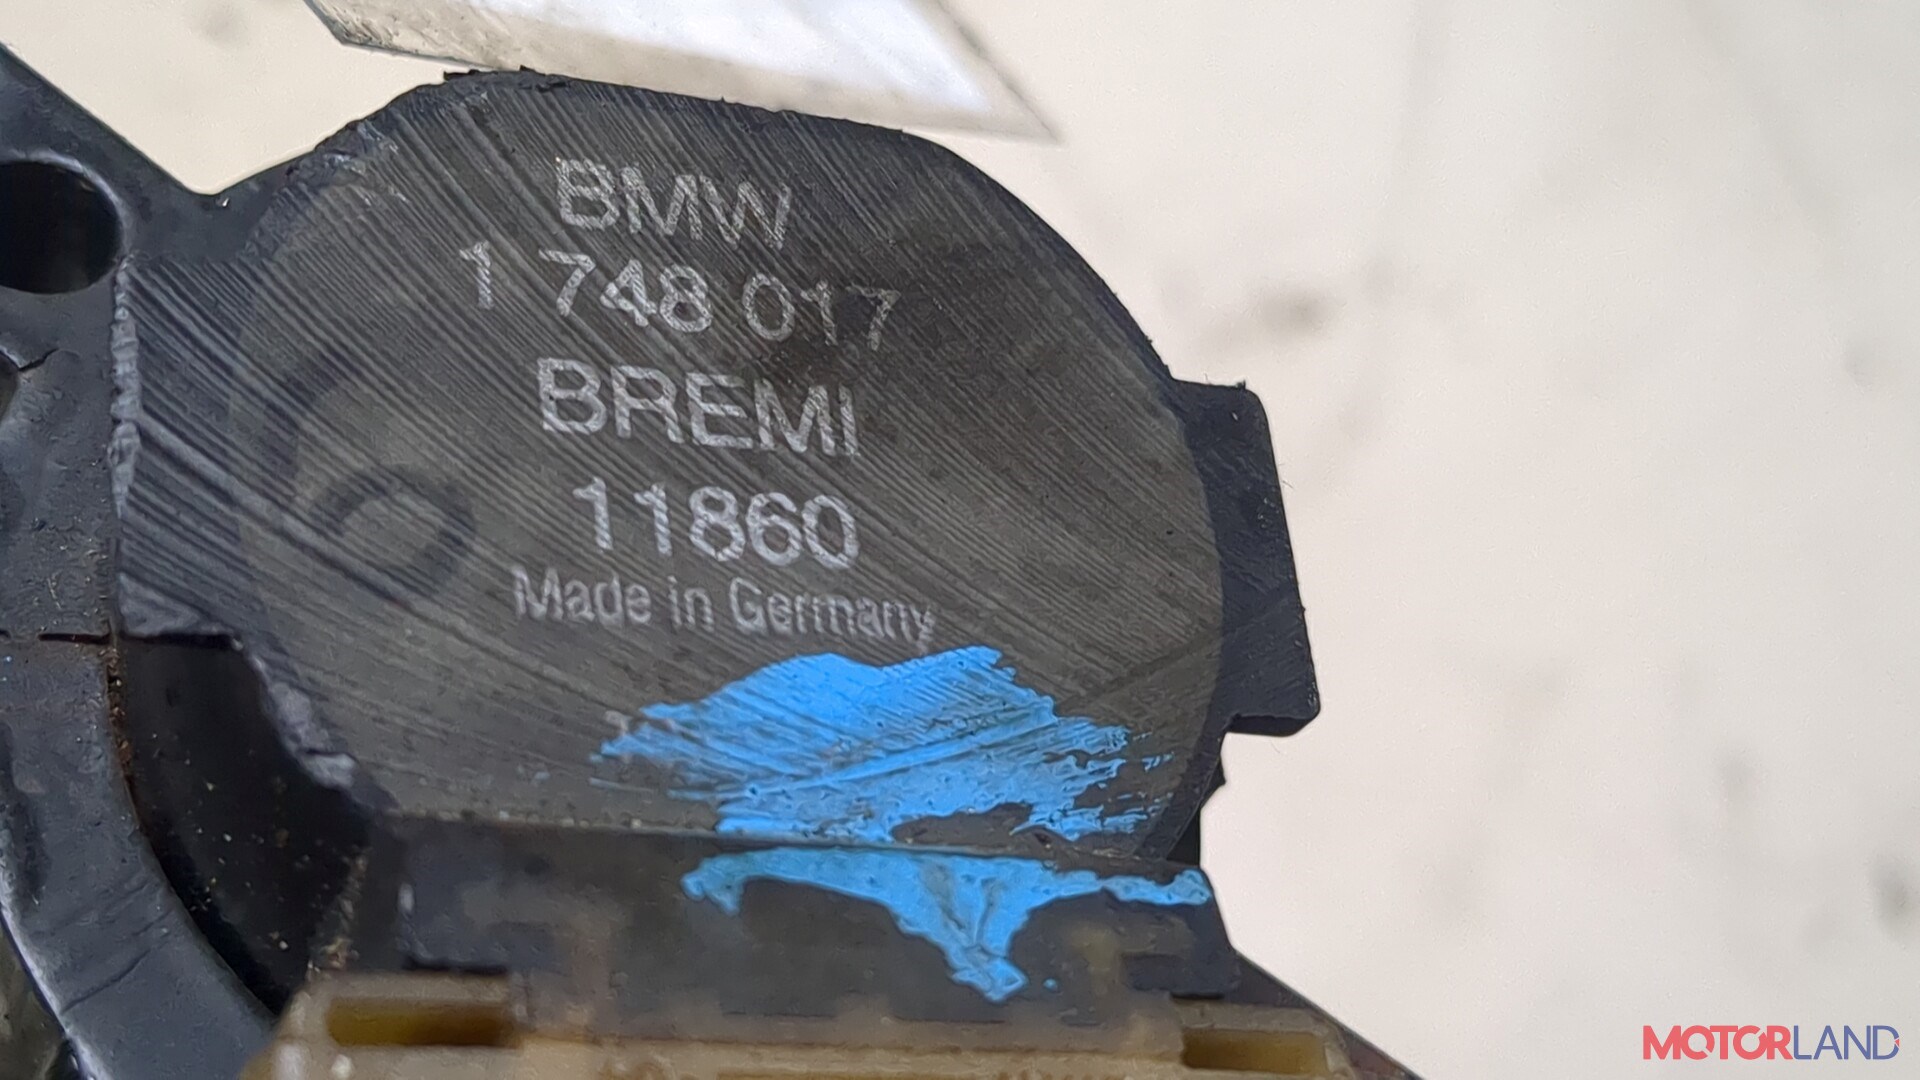 BMW
1 748 017
BREMI
11860
Made in Germany
MOTORLAND